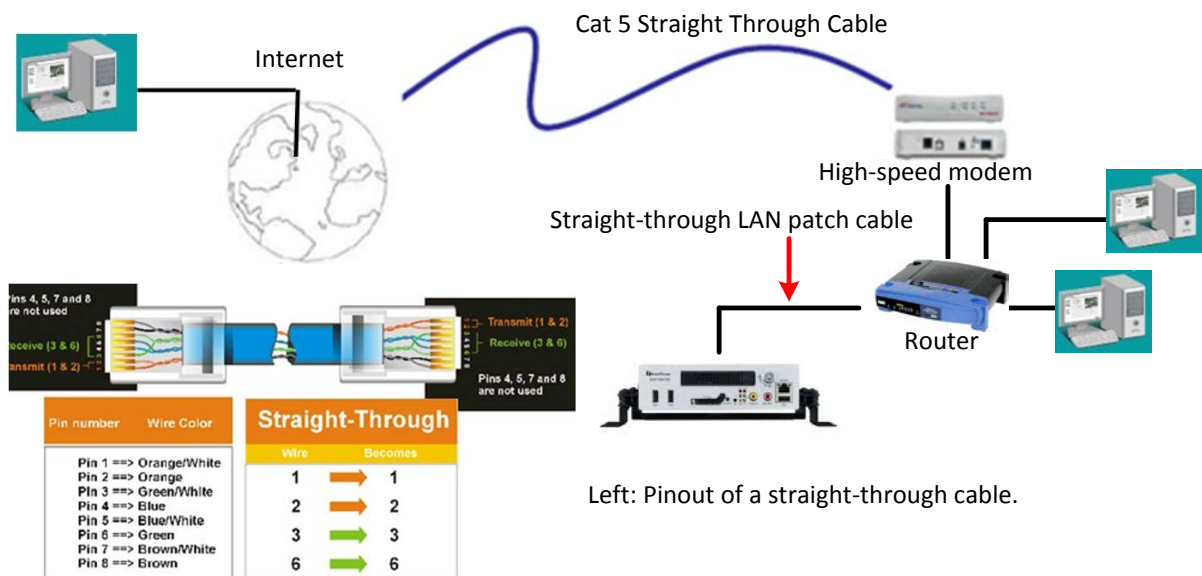 Cat 5 Straight Through Cable
Internet
High-speed modem
Straight-through LAN patch cable
Router
Pins 4, 5, 7 and 8
are not used
Receive (3 & 6)
Transmit (1 & 2)
Transmit (1 & 2)
Receive (3 & 6)
Pins 4, 5, 7 and 8
are not used
Pin number Wire Color
Pin 1 ==> Orange/White
Pin 2 ==> Orange
Pin 3 ==> Green/White
Pin 4 ==> Blue
Pin 5 ==> Blue/White
Pin 6 ==> Green
Pin 7 ==> Brown/White
Pin 8 ==> Brown
Straight-Through
Wire Becomes
1 1
2 2
3 3
6 6
Left: Pinout of a straight-through cable.